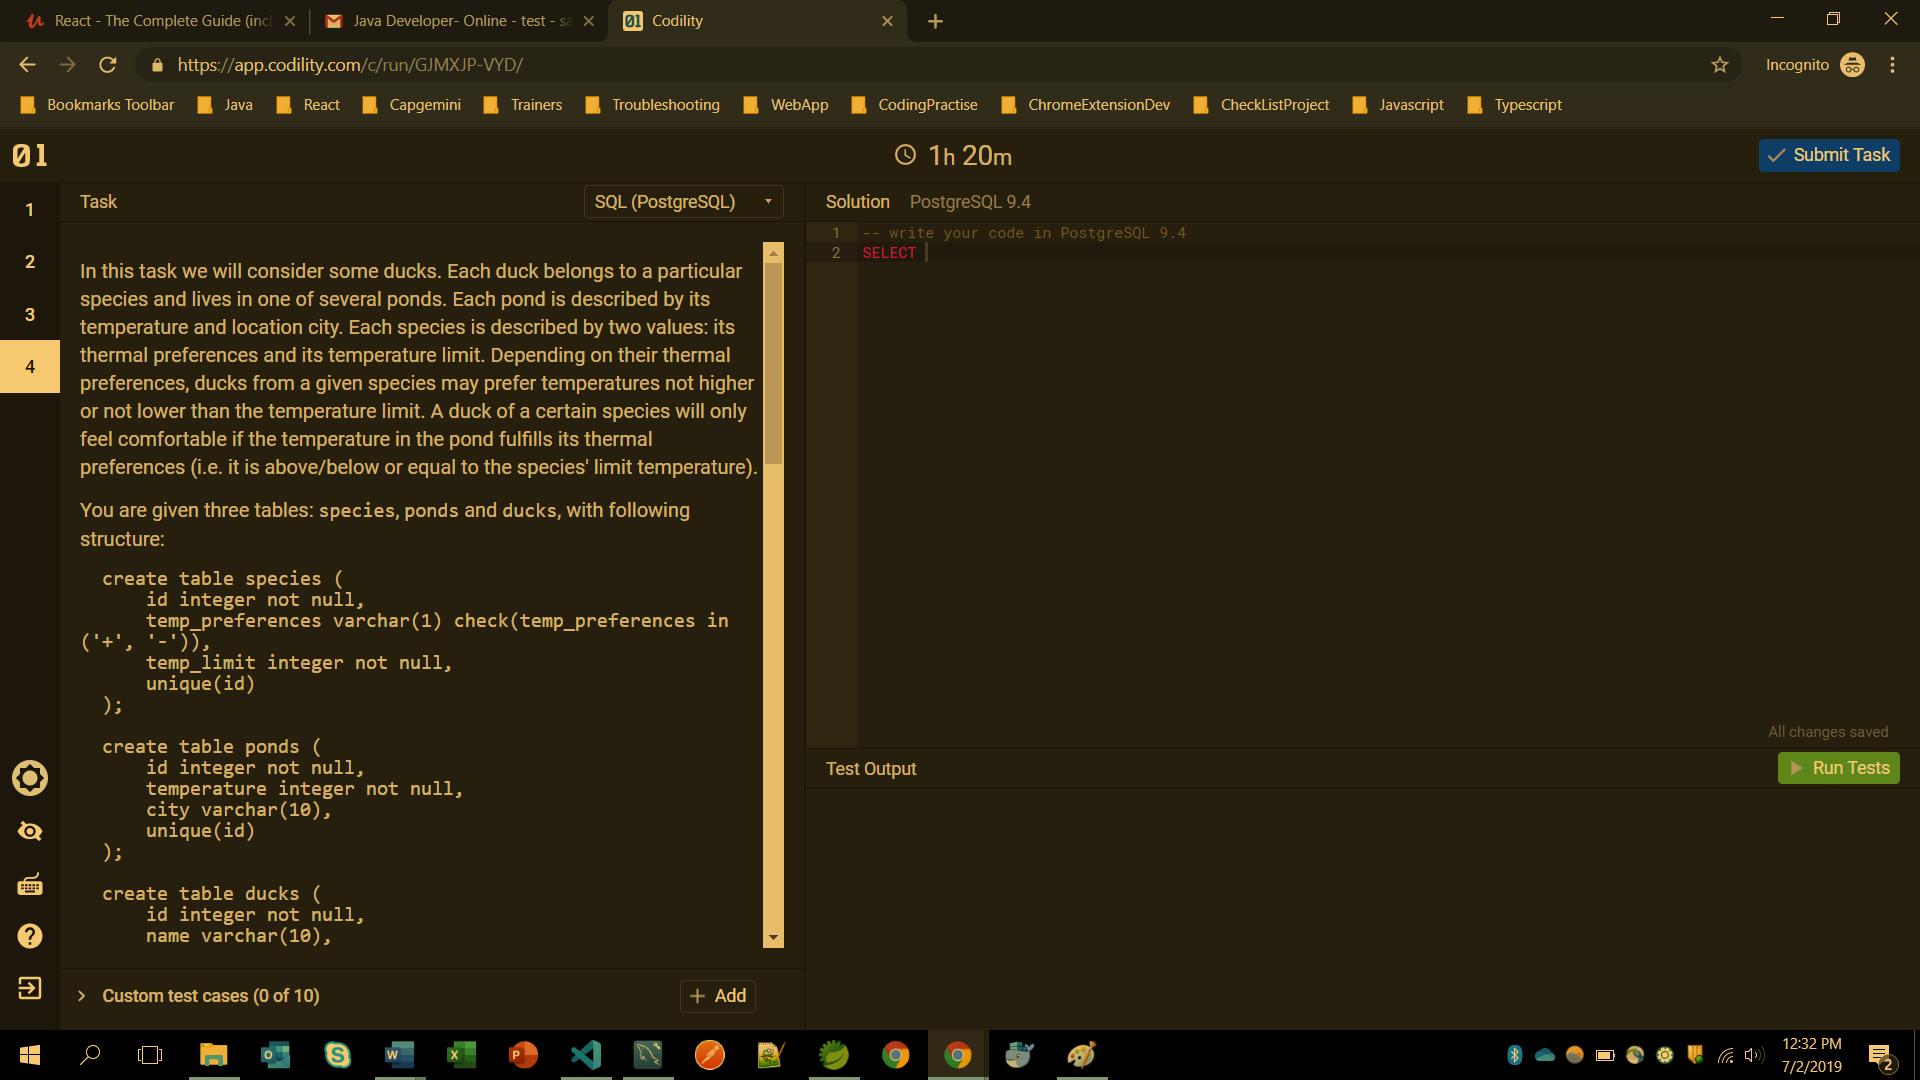 React - The Complete Guide (incl
Java Developer- Online - test - sa
Codility
https://app.codility.com/c/run/GJMXJP-VYD/
Incognito
Bookmarks Toolbar
Java
React
Capgemini
Trainers
Troubleshooting
WebApp
CodingPractise
ChromeExtensionDev
CheckListProject
Javascript
Typescript
01
1h 20m
Submit Task
1
2
3
4
Task
SQL (PostgreSQL)
In this task we will consider some ducks. Each duck belongs to a particular
species and lives in one of several ponds. Each pond is described by its
temperature and location city. Each species is described by two values: its
thermal preferences and its temperature limit. Depending on their thermal
preferences, ducks from a given species may prefer temperatures not higher
or not lower than the temperature limit. A duck of a certain species will only
feel comfortable if the temperature in the pond fulfills its thermal
preferences (i.e. it is above/below or equal to the species' limit temperature).
You are given three tables: species, ponds and ducks, with following
structure:
create table species (
id integer not null,
temp_preferences varchar(1) check(temp_preferences in
('+', '-')),
temp_limit integer not null,
unique(id)
);
create table ponds (
id integer not null,
temperature integer not null,
city varchar(10),
unique(id)
);
create table ducks (
id integer not null,
name varchar(10),
Custom test cases (0 of 10)
+ Add
Solution
PostgreSQL 9.4
1 -- write your code in PostgreSQL 9.4
2 SELECT
All changes saved
Test Output
Run Tests
12:32 PM
7/2/2019
2